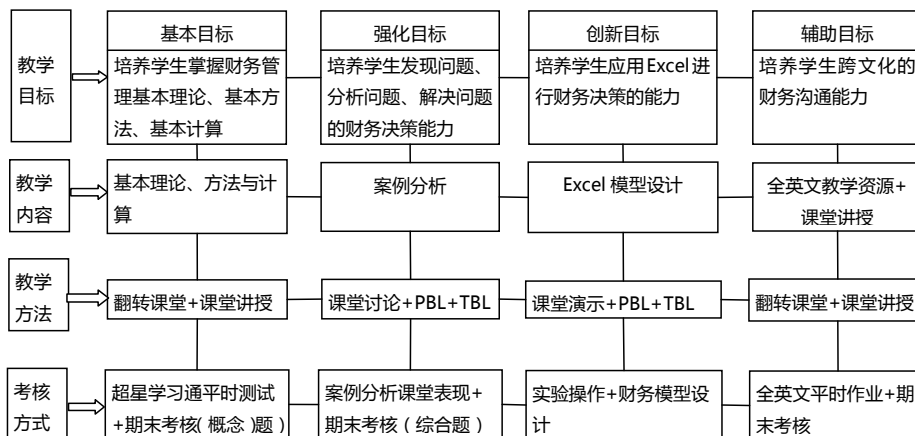 教学
目标
基本目标
培养学生掌握财务管
理基本理论、基本方
法、基本计算
强化目标
培养学生发现问题、
分析问题、解决问题
的财务决策能力
创新目标
培养学生应用Excel进
行财务决策的能力
辅助目标
培养学生跨文化的
财务沟通能力
教学
内容
基本理论、方法与计
算
案例分析
Excel 模型设计
全英文教学资源+
课堂讲授
教学
方法
翻转课堂+课堂讲授
课堂讨论+PBL+TBL
课堂演示+PBL+TBL
翻转课堂+课堂讲授
考核
方式
超星学习通平时测试
+期末考核(概念)题)
案例分析课堂表现+
期末考核(综合题)
实验操作+财务模型设
计
全英文平时作业+期
末考核